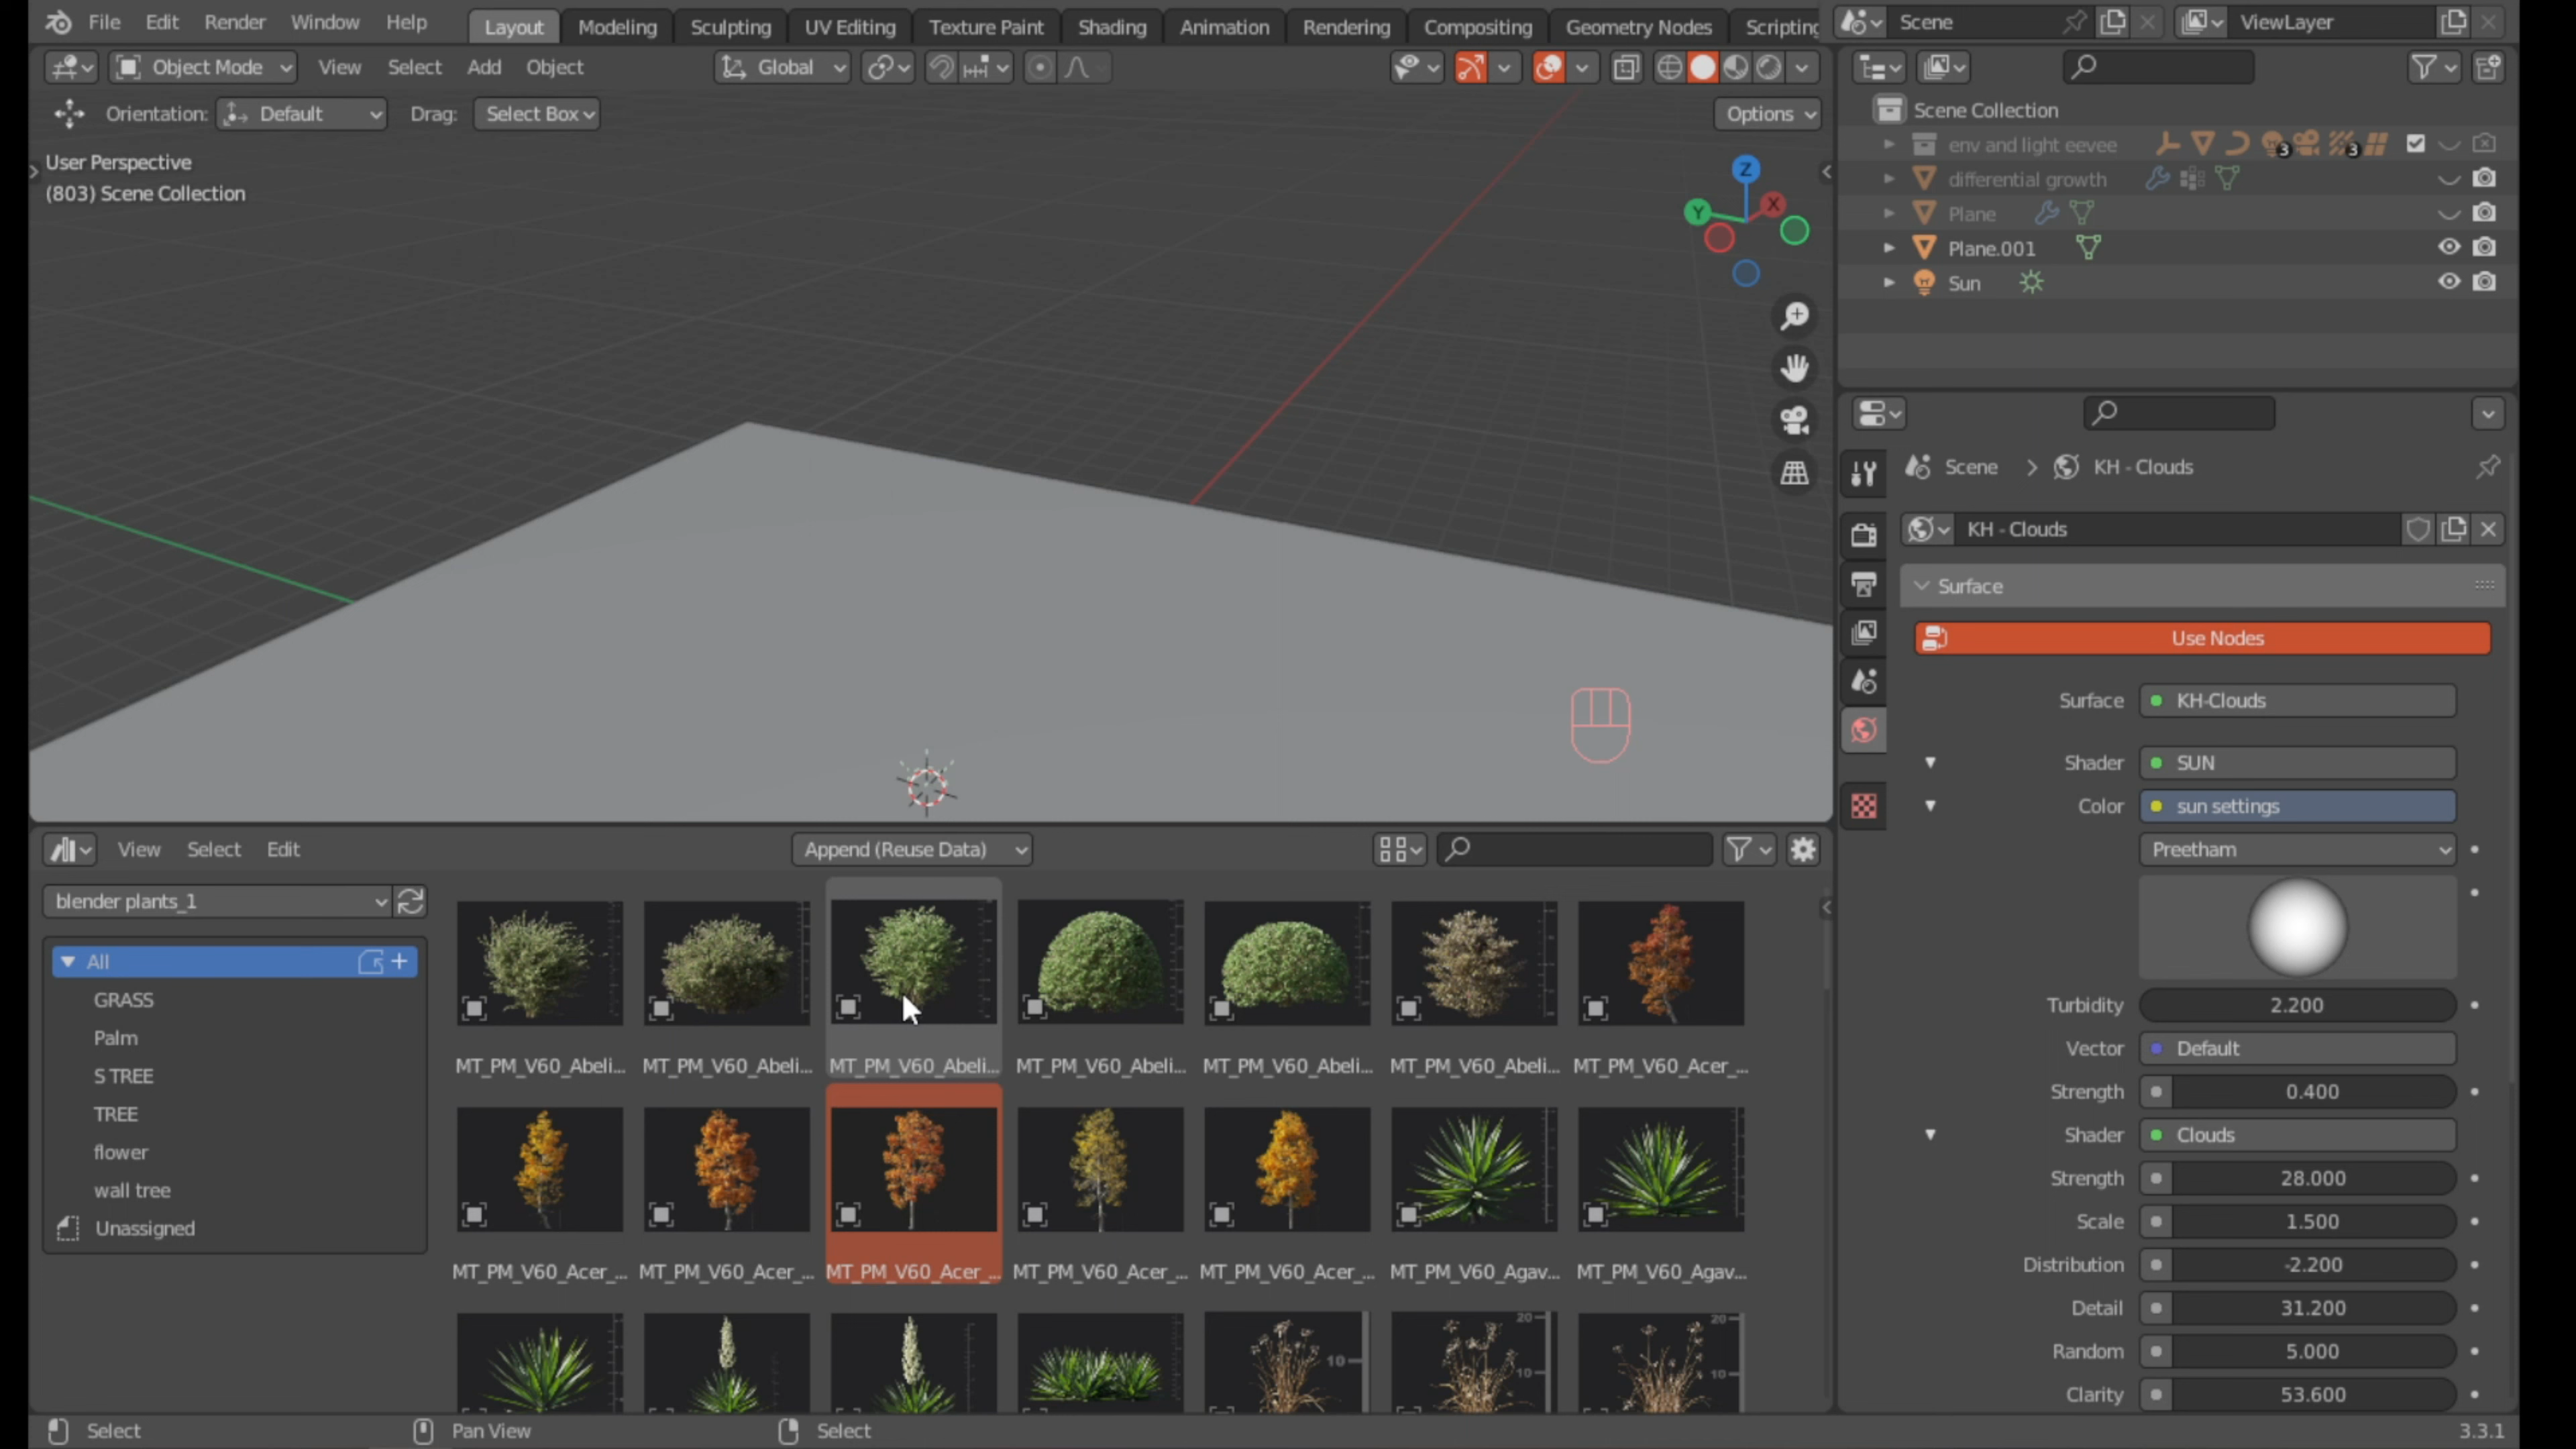 File Edit Render Window Help Layout Modeling Sculpting UV Editing Texture Paint Shading Animation Rendering Compositing Geometry Nodes Scripting Scene ViewLayer
Object Mode View Select Add Object Global
Orientation: Default Drag: Select Box Options
User Perspective
(803) Scene Collection
Z
Y
X
Scene Collection
env and light eevee 3 3
differential growth
Plane
Plane.001
Sun
Scene > KH - Clouds
KH - Clouds
Surface
Use Nodes
Surface KH-Clouds
Shader SUN
Color sun settings
Preetham
Turbidity 2.200
Vector Default
Strength 0.400
Shader Clouds
Strength 28.000
Scale 1.500
Distribution -2.200
Detail 31.200
Random 5.000
Clarity 53.600
View Select Edit Append (Reuse Data)
blender plants_1
All
GRASS
Palm
S TREE
TREE
flower
wall tree
Unassigned
MT_PM_V60_Abeli... MT_PM_V60_Abeli... MT_PM_V60_Abeli... MT_PM_V60_Abeli... MT_PM_V60_Abeli... MT_PM_V60_Abeli... MT_PM_V60_Acer_...
MT_PM_V60_Acer_... MT_PM_V60_Acer_... MT_PM_V60_Acer_... MT_PM_V60_Acer_... MT_PM_V60_Acer_... MT_PM_V60_Agav... MT_PM_V60_Agav...
20 20
10 10 10
Select Pan View Select 3.3.1